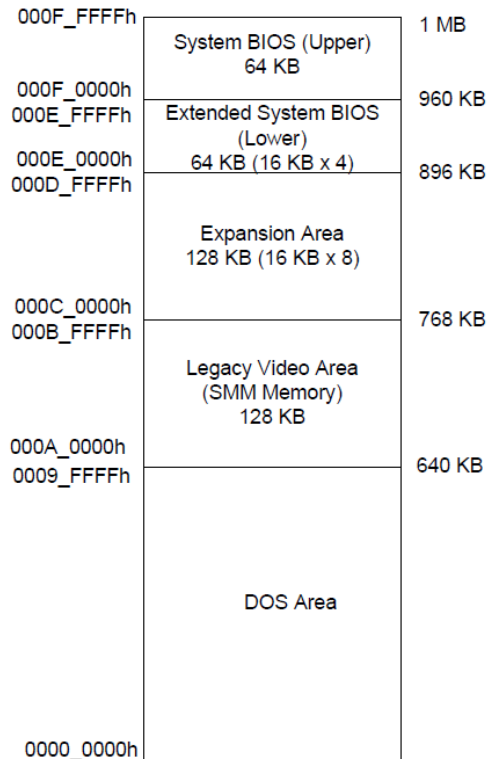 000F_FFFFh
1 MB
System BIOS (Upper)
64 KB
000F_0000h
960 KB
000E_FFFFh
Extended System BIOS
(Lower)
64 KB (16 KB x 4)
000E_0000h
896 KB
000D_FFFFh
Expansion Area
128 KB (16 KB x 8)
000C_0000h
768 KB
000B_FFFFh
Legacy Video Area
(SMM Memory)
128 KB
000A_0000h
640 KB
0009_FFFFh
DOS Area
0000_0000h